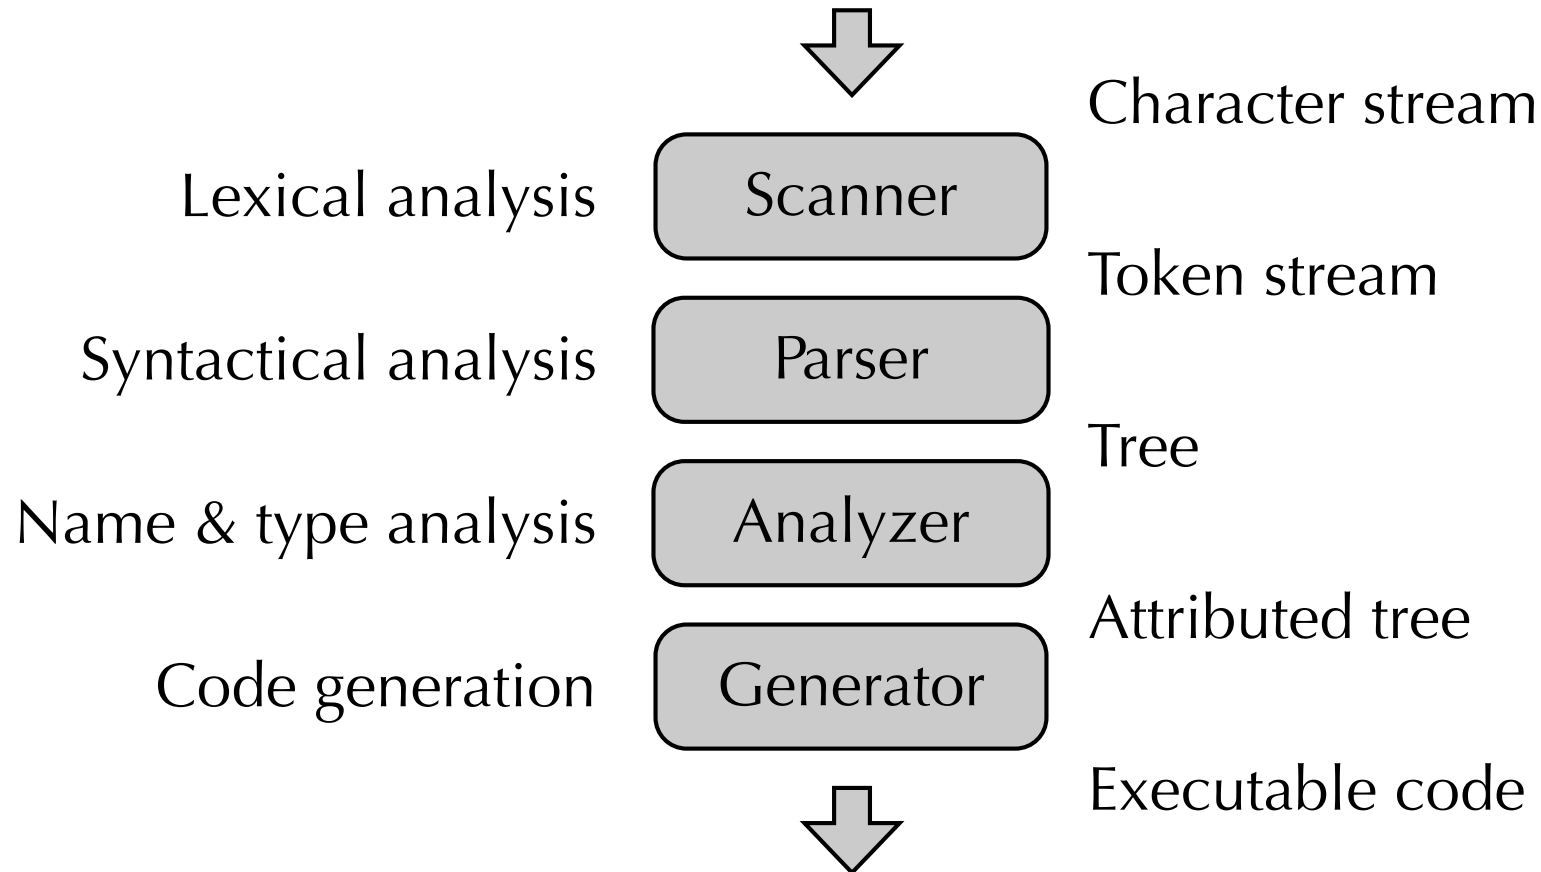 Character stream
Lexical analysis
Scanner
Token stream
Syntactical analysis
Parser
Tree
Name & type analysis
Analyzer
Attributed tree
Code generation
Generator
Executable code